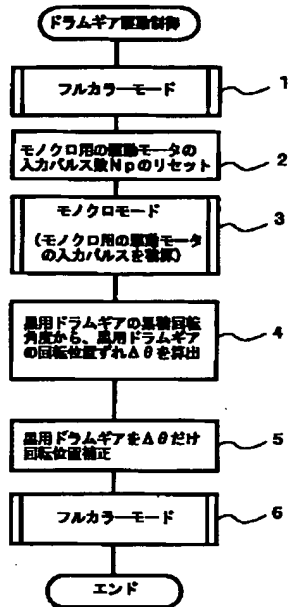 ドラムギア駆動制御
フルカラーモード
1
モノクロ用の駆動モータの
入力パルス数Npのリセット
2
モノクロモード
3
(モノクロ用の駆動モータ
の入力パルスを積算)
黒用ドラムギアの累積回転
角度から、黒用ドラムギア
の回転位置ずれΔθを算出
4
黒用ドラムギアをΔθだけ
回転位置補正
5
フルカラーモード
6
エンド